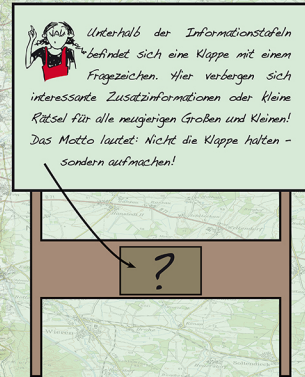 Unterhalb der Informationstafeln
befindet sich eine Klappe mit einem
Fragezeichen. Hier verbergen sich
interessante Zusatzinformationen oder kleine
Rätsel für alle neugierigen Großen und Kleinen!
Das Motto lautet: Nicht die Klappe halten -
sondern aufmachen!
?